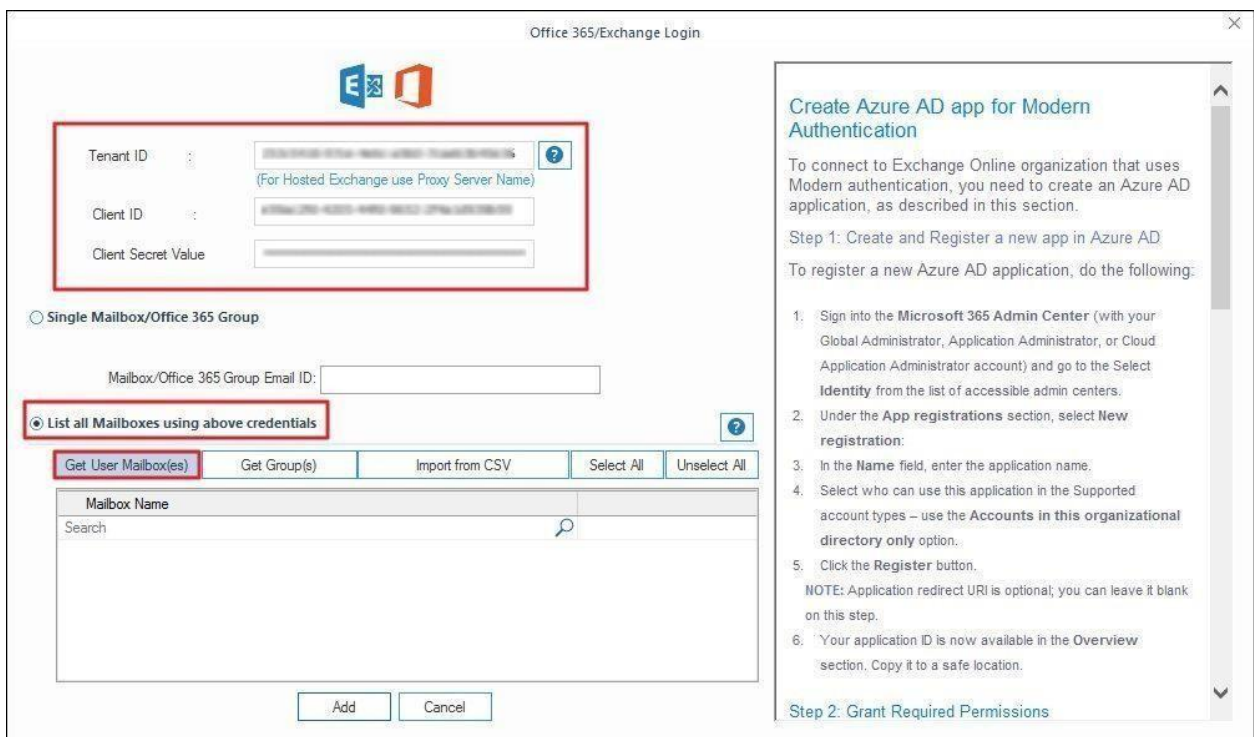 Office 365/Exchange Login
Tenant ID :
(For Hosted Exchange use Proxy Server Name)
Client ID :
Client Secret Value
Single Mailbox/Office 365 Group
Mailbox/Office 365 Group Email ID:
List all Mailboxes using above credentials
Get User Mailbox(es) Get Group(s) Import from CSV Select All Unselect All
Mailbox Name
Search
Add Cancel
Create Azure AD app for Modern
Authentication
To connect to Exchange Online organization that uses
Modern authentication, you need to create an Azure AD
application, as described in this section.
Step 1: Create and Register a new app in Azure AD
To register a new Azure AD application, do the following:
1. Sign into the Microsoft 365 Admin Center (with your
Global Administrator, Application Administrator, or Cloud
Application Administrator account) and go to the Select
Identity from the list of accessible admin centers.
2. Under the App registrations section, select New
registration:
3. In the Name field, enter the application name.
4. Select who can use this application in the Supported
account types – use the Accounts in this organizational
directory only option.
5. Click the Register button.
NOTE: Application redirect URI is optional; you can leave it blank
on this step.
6. Your application ID is now available in the Overview
section. Copy it to a safe location.
Step 2: Grant Required Permissions